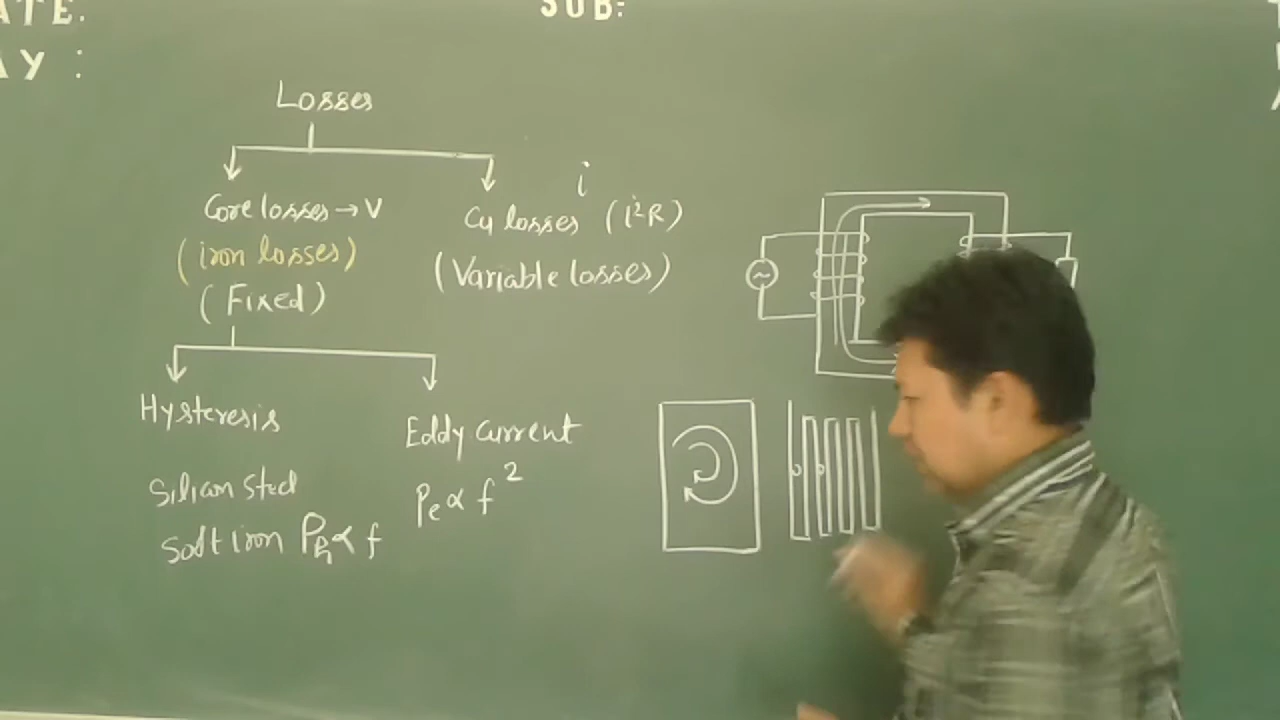 ATE:
SUB:
AY :
Losses
Core losses → V
(iron losses)
(Fixed)
i
Cu losses (i²R)
(Variable losses)
Hysteresis
Eddy current
Silicon Steel
Pe ∝ f²
Soft iron Ph ∝ f
~